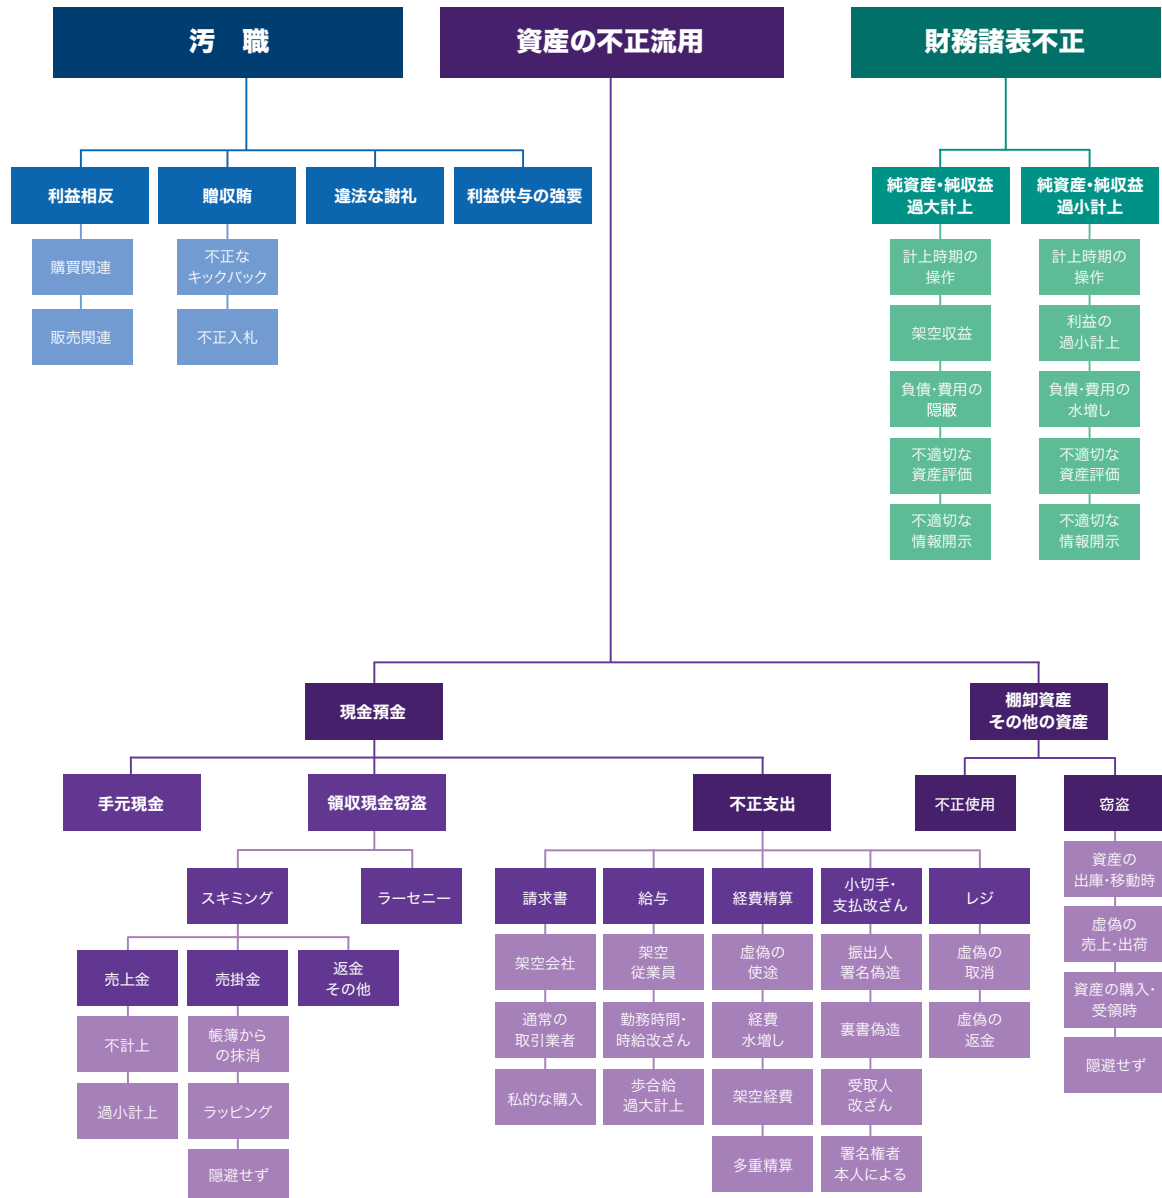 汚　職
資産の不正流用
財務諸表不正
利益相反
贈収賄
違法な謝礼
利益供与の強要
購買関連
販売関連
不正な
キックバック
不正入札
純資産・純収益
過大計上
純資産・純収益
過小計上
計上時期の
操作
架空収益
負債・費用の
隠蔽
不適切な
資産評価
不適切な
情報開示
計上時期の
操作
利益の
過小計上
負債・費用の
水増し
不適切な
資産評価
不適切な
情報開示
現金預金
棚卸資産
その他の資産
手元現金
領収現金窃盗
不正支出
不正使用
窃盗
スキミング
ラーセニー
売上金
売掛金
返金
その他
不計上
過小計上
帳簿から
の抹消
ラッピング
隠避せず
請求書
給与
経費精算
小切手・
支払改ざん
レジ
架空会社
通常の
取引業者
私的な購入
架空
従業員
勤務時間・
時給改ざん
歩合給
過大計上
虚偽の
使途
経費
水増し
架空経費
多重精算
振出人
署名偽造
裏書偽造
受取人
改ざん
署名権者
本人による
虚偽の
取消
虚偽の
返金
資産の
出庫・移動時
虚偽の
売上・出荷
資産の購入・
受領時
隠避せず